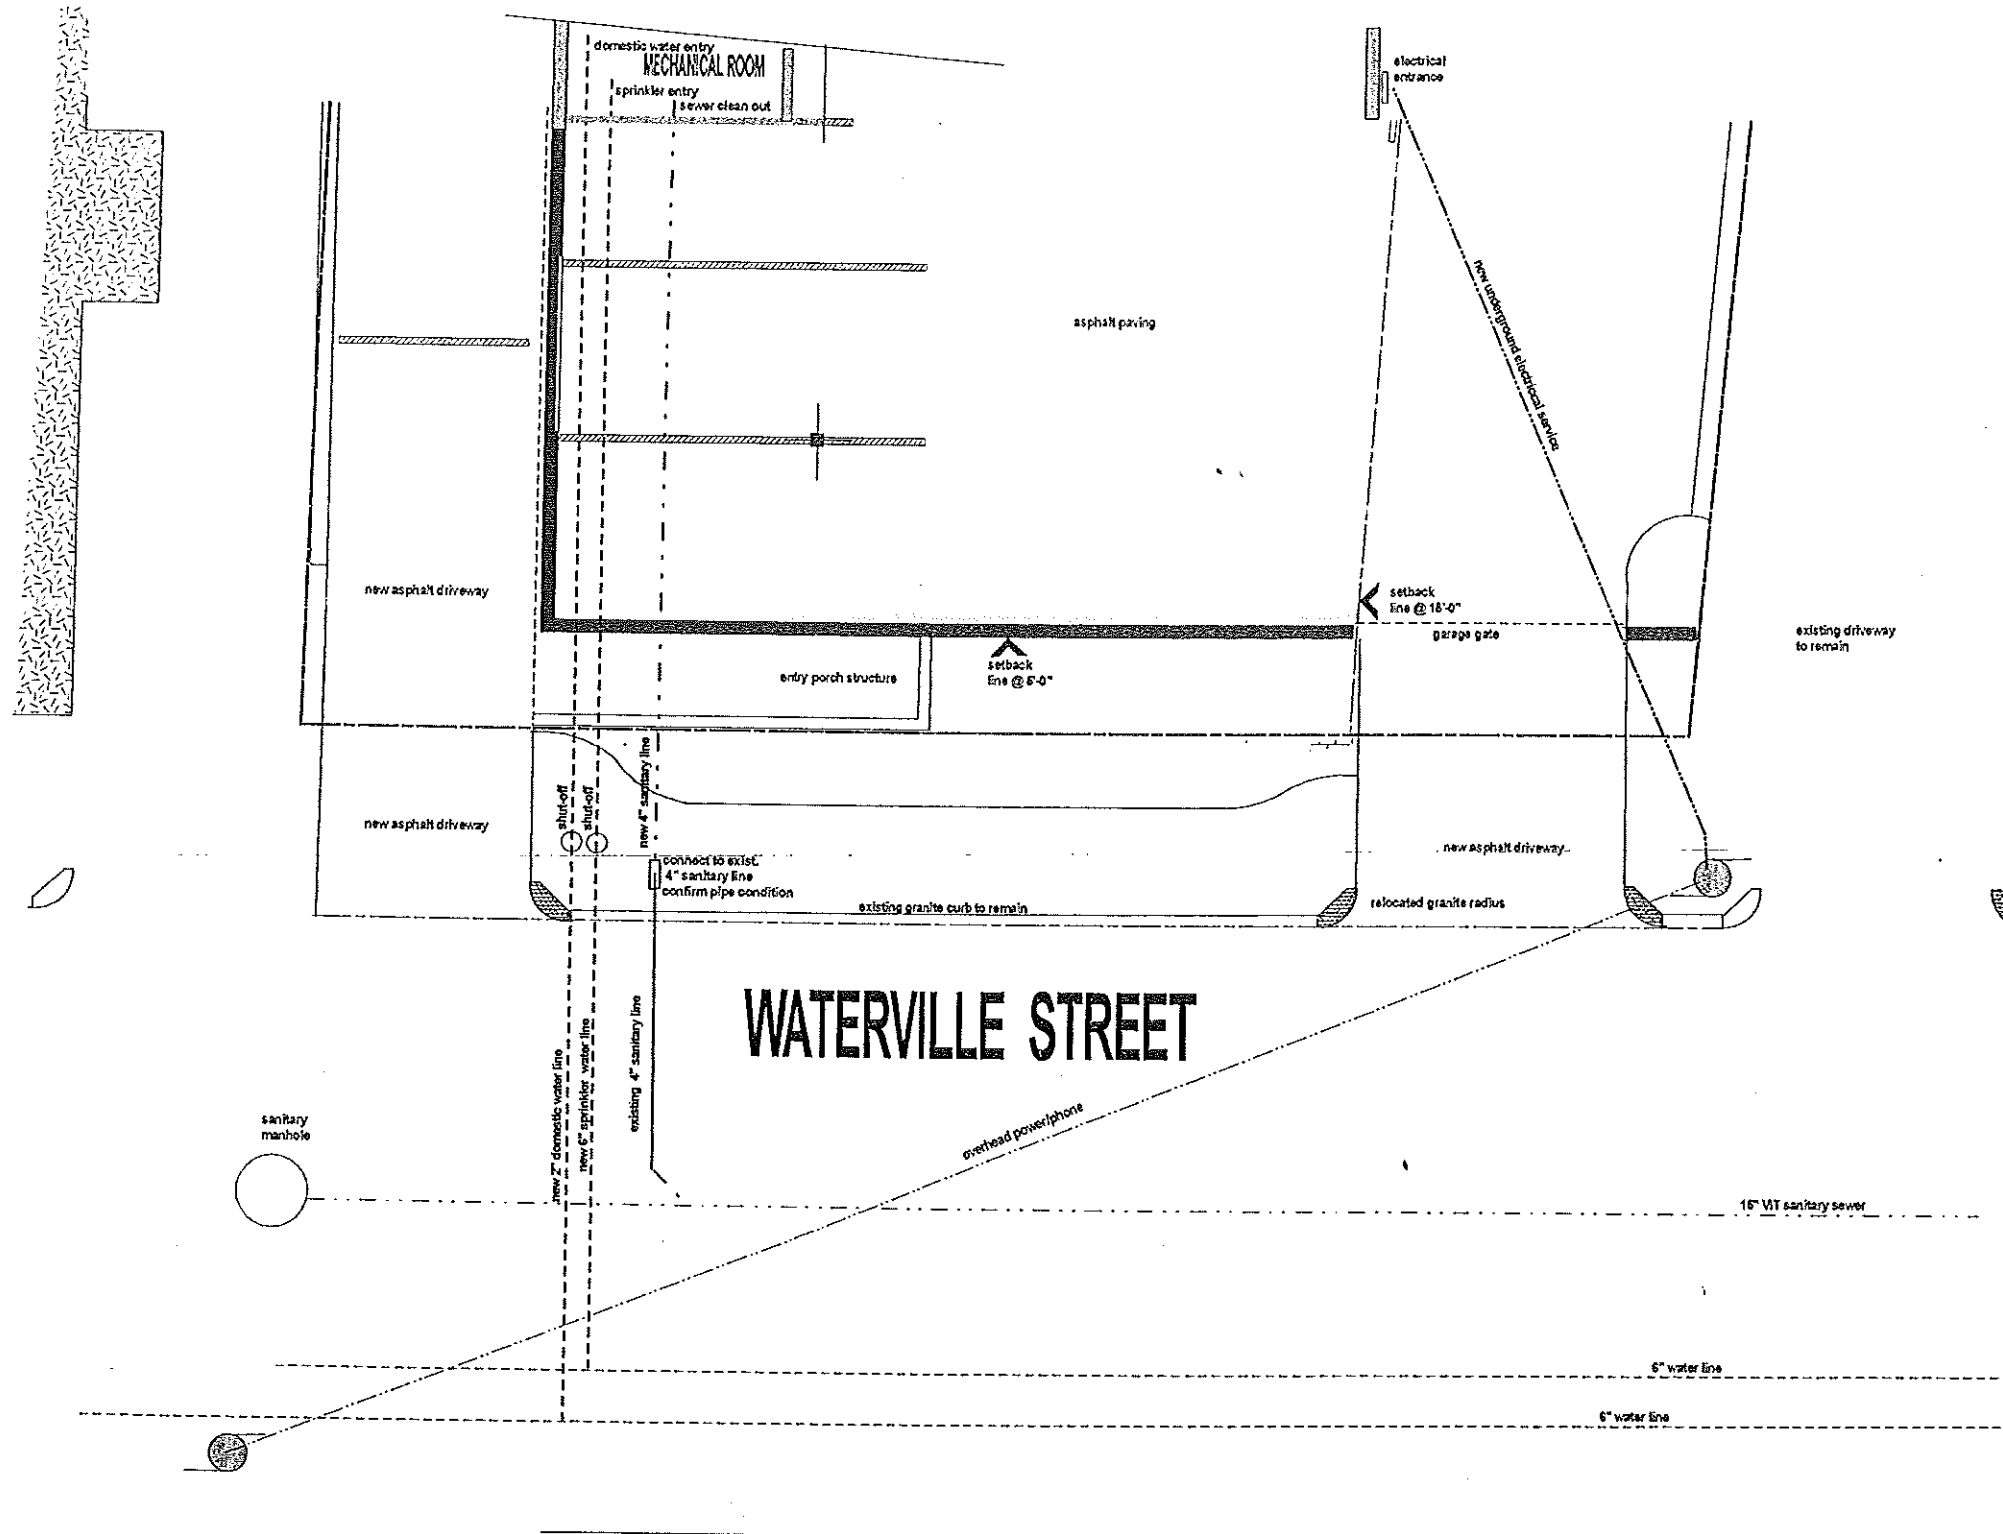 domestic water entry
MECHANICAL ROOM
sprinkler entry
sewer clean out
electrical
entrance
new underground electriocal service
asphalt paving
new asphalt driveway
setback
line @ 18'-0"
garage gate
existing driveway
to remain
setback
line @ 5'-0"
entry porch structure
new 4" sanitary line
shut-off
shut-off
new asphalt driveway
connect to exist.
4" sanitary line
confirm pipe condition
new asphalt driveway
existing granite curb to remain
relocated granite radius
WATERVILLE STREET
existing 4" sanitary line
new 6" sprinkler water line
new 2" domestic water line
sanitary
manhole
overhead power/phone
sanitary sewer
6" water line
6" water line